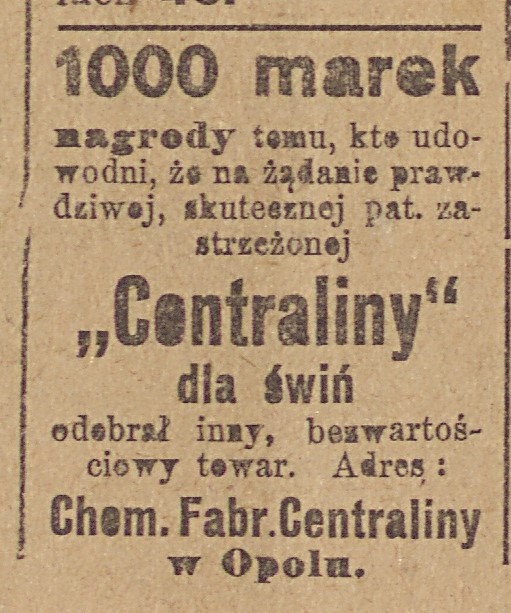 1000 marek
nagrody temu, kto udo-
wodni, że na żądanie praw-
dziwej, skutecznej pat. za-
strzeżonej
„Centraliny“
dla świń
odebrał inny, bezwartoś-
ciowy towar. Adres:
Chem. Fabr. Centraliny
w Opolu.